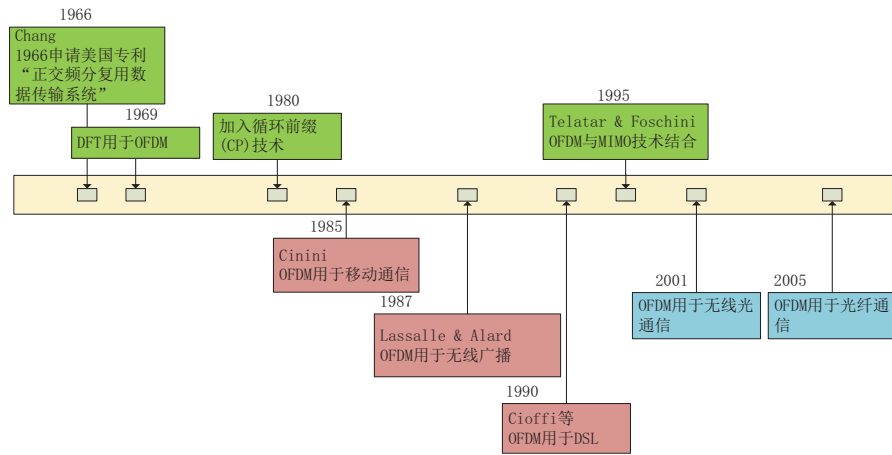 1966
Chang
1966申请美国专利
“正交频分复用数
据传输系统”
1969
DFT用于OFDM
1980
加入循环前缀
(CP)技术
1995
Telatar & Foschini
OFDM与MIMO技术结合
1985
Cinini
OFDM用于移动通信
1987
Lassalle & Alard
OFDM用于无线广播
1990
Cioffi等
OFDM用于DSL
2001
OFDM用于无线光
通信
2005
OFDM用于光纤通
信